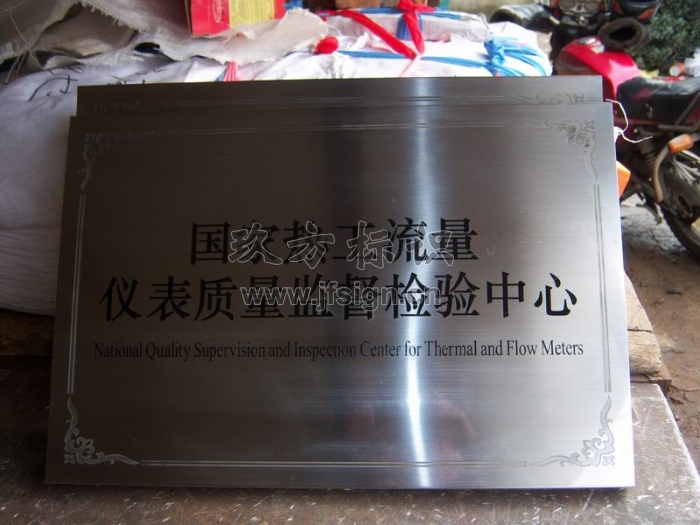 国家热工流量
仪表质量监督检验中心
National Quality Supervision and Inspection Center for Thermal and Flow Meters
www.jfsign.cn